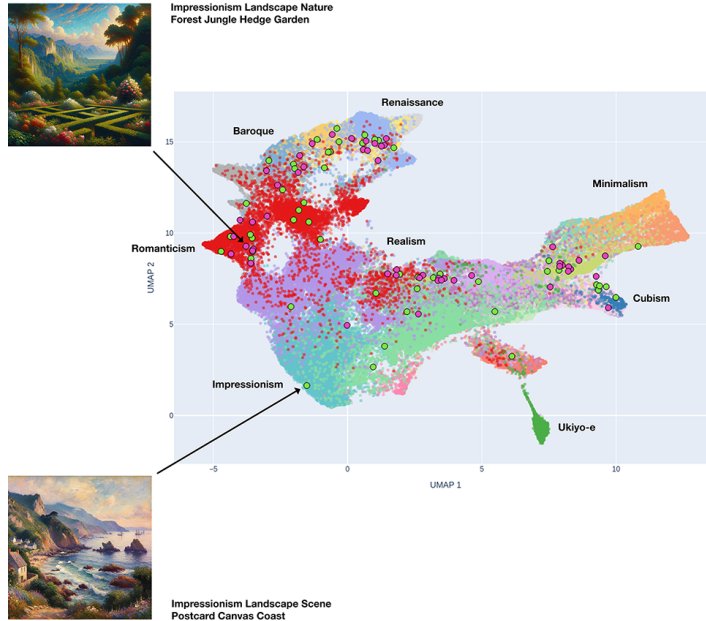 Impressionism Landscape Nature
Forest Jungle Hedge Garden
Renaissance
Baroque
15
Minimalism
10
Romanticism
Realism
UMAP 2
Cubism
5
Impressionism
0
Ukiyo-e
−5
0
5
10
UMAP 1
Impressionism Landscape Scene
Postcard Canvas Coast